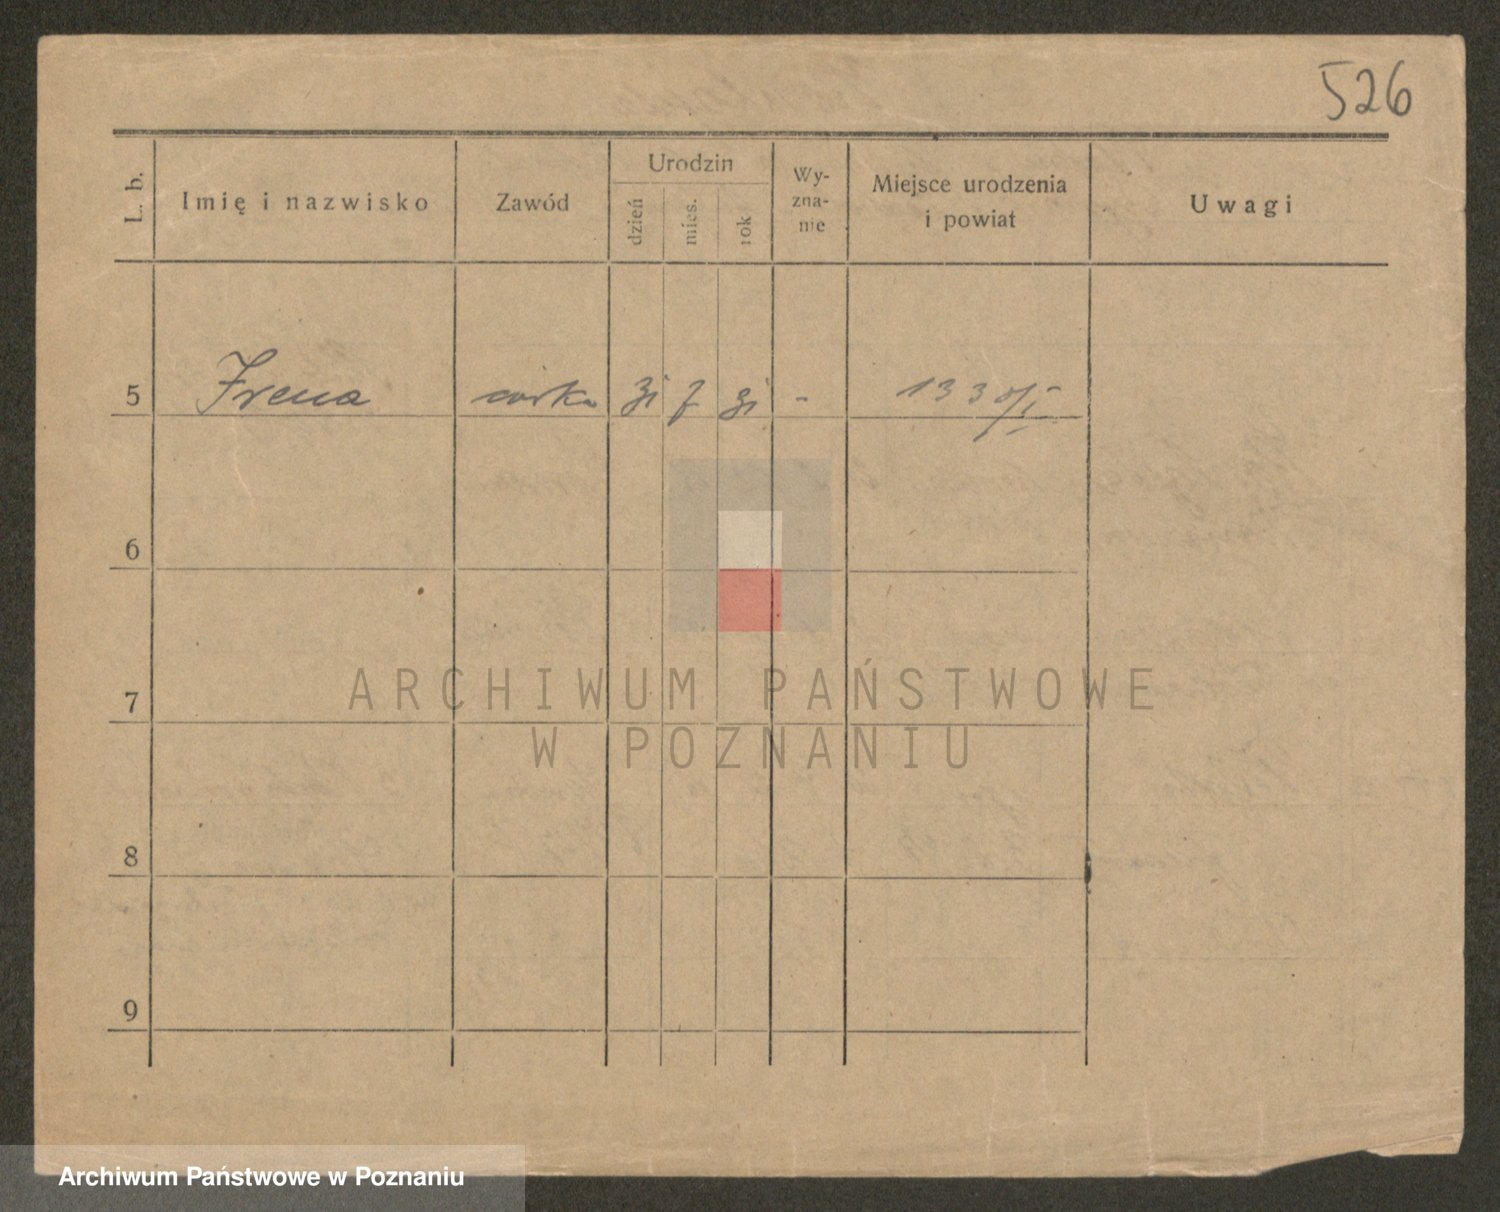 526
L. b.
Imię i nazwisko
Zawód
Urodzin
dzień
mies.
rok
Wy-
zna-
nie
Miejsce urodzenia
i powiat
Uwagi
5 Irena córka 31 7 31 -
6
7
8
9
ARCHIWUM PAŃSTWOWE
W POZNANIU
Archiwum Państwowe w Poznaniu